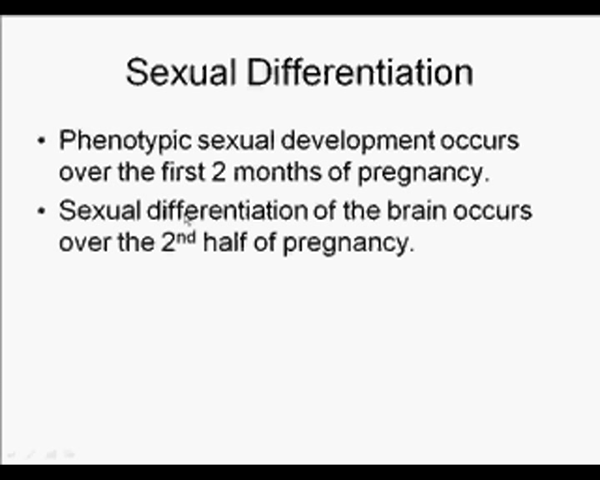 Sexual Differentiation
• Phenotypic sexual development occurs
over the first 2 months of pregnancy.
• Sexual differentiation of the brain occurs
over the 2nd half of pregnancy.